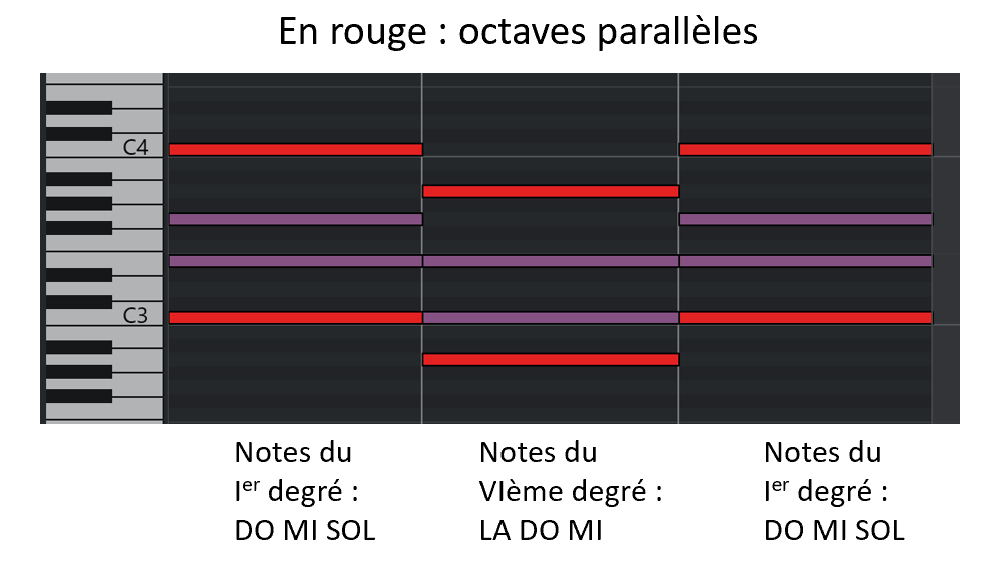 En rouge : octaves parallèles
C4
C3
Notes du
Ier degré :
DO MI SOL
Notes du
VIème degré :
LA DO MI
Notes du
Ier degré :
DO MI SOL